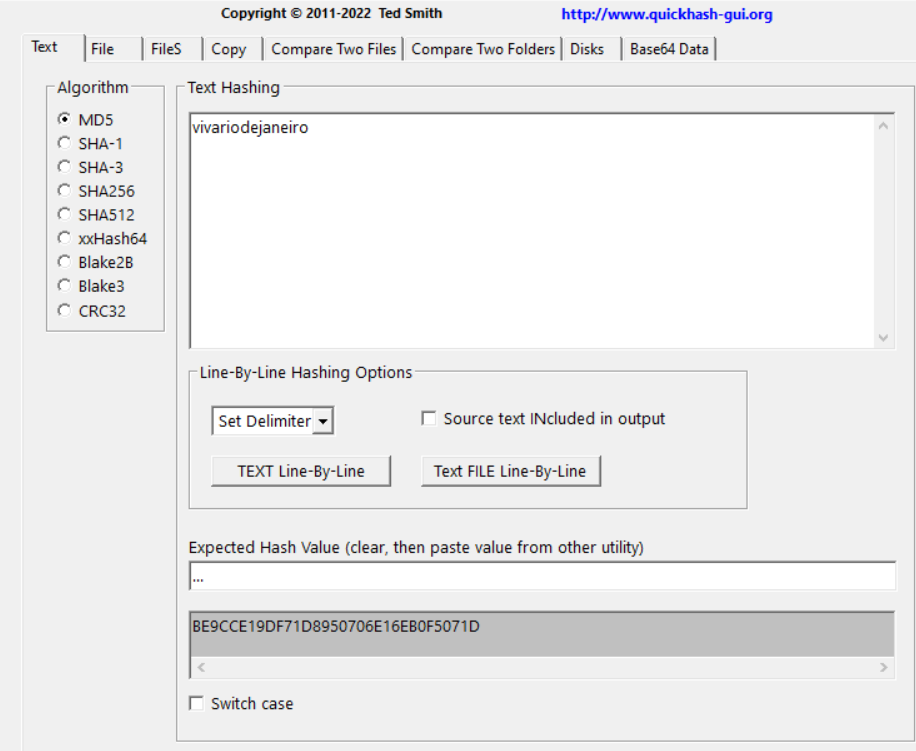 Copyright © 2011-2022 Ted Smith http://www.quickhash-gui.org
Text File FileS Copy Compare Two Files Compare Two Folders Disks Base64 Data
Algorithm
MD5
SHA-1
SHA-3
SHA256
SHA512
xxHash64
Blake2B
Blake3
CRC32
Text Hashing
vivariodejaneiro
Line-By-Line Hashing Options
Set Delimiter
Source text INcluded in output
TEXT Line-By-Line
Text FILE Line-By-Line
Expected Hash Value (clear, then paste value from other utility)
...
BE9CCE19DF71D8950706E16EB0F5071D
Switch case